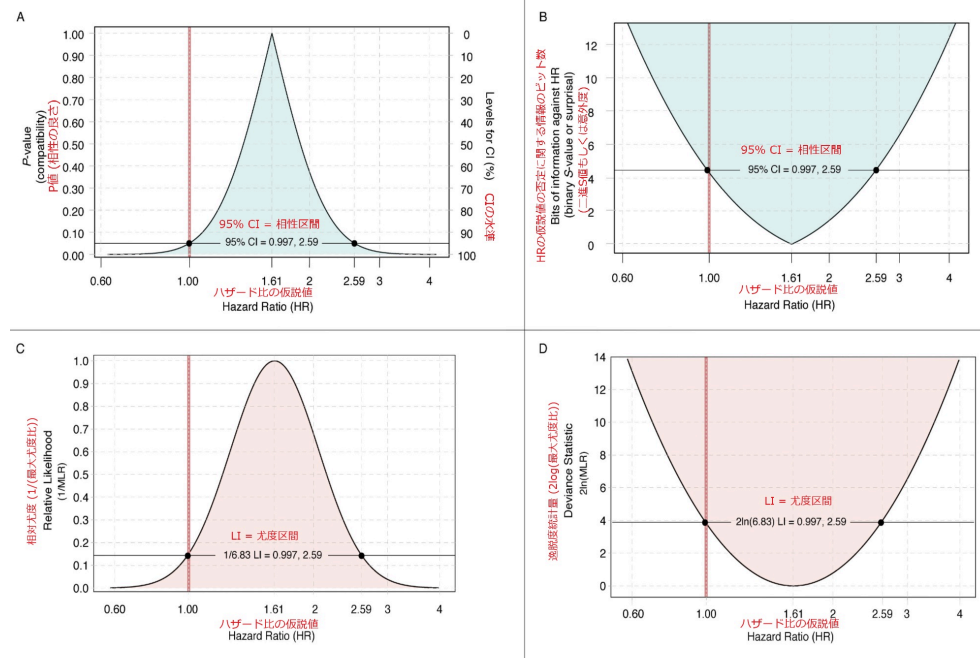 A
1.00
0.90
0.80
0.70
0.60
0.50
0.40
0.30
0.20
0.10
0.00
P-value
(compatibility)
P値 (相性の良さ)
0
10
20
30
40
50
60
70
80
90
100
Levels for CI (%)
CIの水準
95% CI = 相性区間
95% CI = 0.997, 2.59
0.60
1.00
1.61
2
2.59
3
4
ハザード比の仮説値
Hazard Ratio (HR)
B
HRの仮説値の否定に関する情報のビット数
Bits of information against HR
(binary S-value or surprisal)
(二進S値もしくは意外度)
12
10
8
6
4
2
0
95% CI = 相性区間
95% CI = 0.997, 2.59
0.60
1.00
1.61
2
2.59
3
4
ハザード比の仮説値
Hazard Ratio (HR)
C
相対尤度 (1/(最大尤度比))
Relative Likelihood
(1/MLR)
1.0
0.9
0.8
0.7
0.6
0.5
0.4
0.3
0.2
0.1
0.0
LI = 尤度区間
1/6.83 LI = 0.997, 2.59
0.60
1.00
1.61
2
2.59
3
4
ハザード比の仮説値
Hazard Ratio (HR)
D
逸脱度統計量 (2log(最大尤度比))
Deviance Statistic
2ln(MLR)
14
12
10
8
6
4
2
0
LI = 尤度区間
2ln(6.83) LI = 0.997, 2.59
0.60
1.00
1.61
2
2.59
3
4
ハザード比の仮説値
Hazard Ratio (HR)